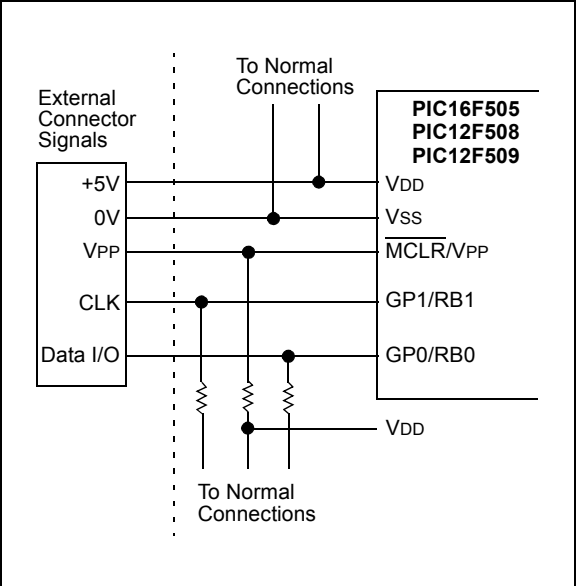 To Normal
Connections
External
Connector
Signals
PIC16F505
PIC12F508
PIC12F509
+5V
0V
VPP
CLK
Data I/O
VDD
VSS
MCLR/VPP
GP1/RB1
GP0/RB0
VDD
To Normal
Connections